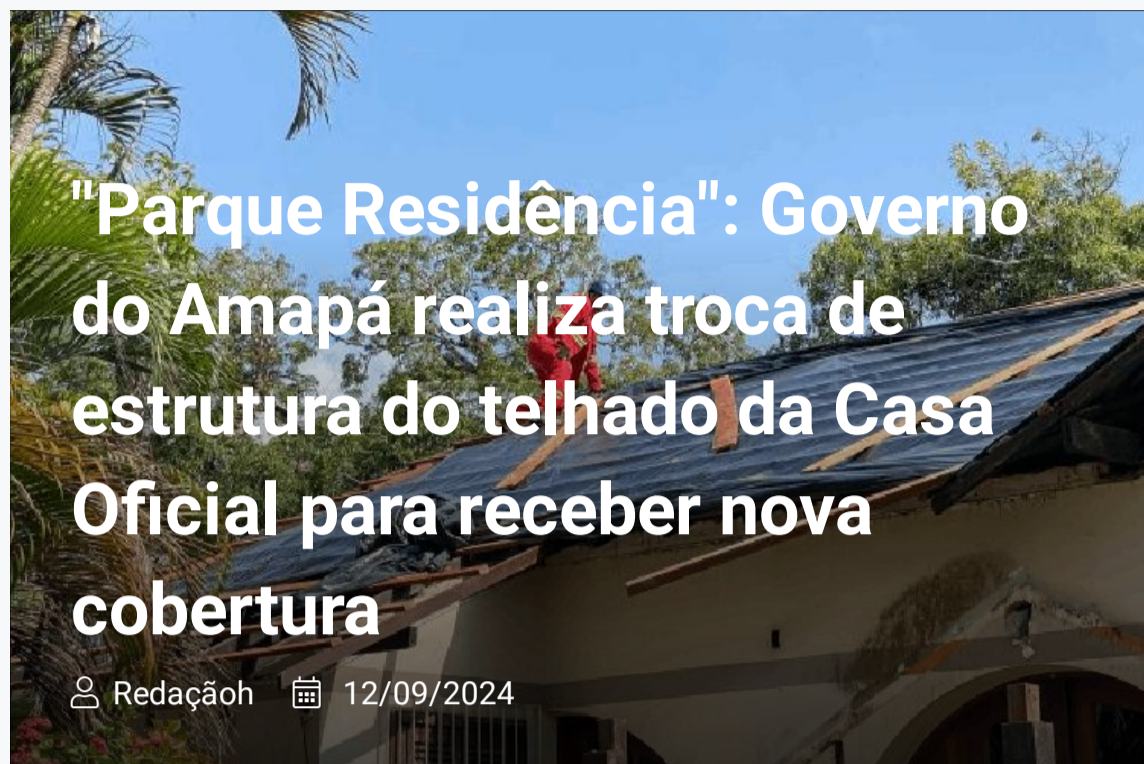 "Parque Residência": Governo
do Amapá realiza troca de
estrutura do telhado da Casa
Oficial para receber nova
cobertura
Redaçãoh 12/09/2024